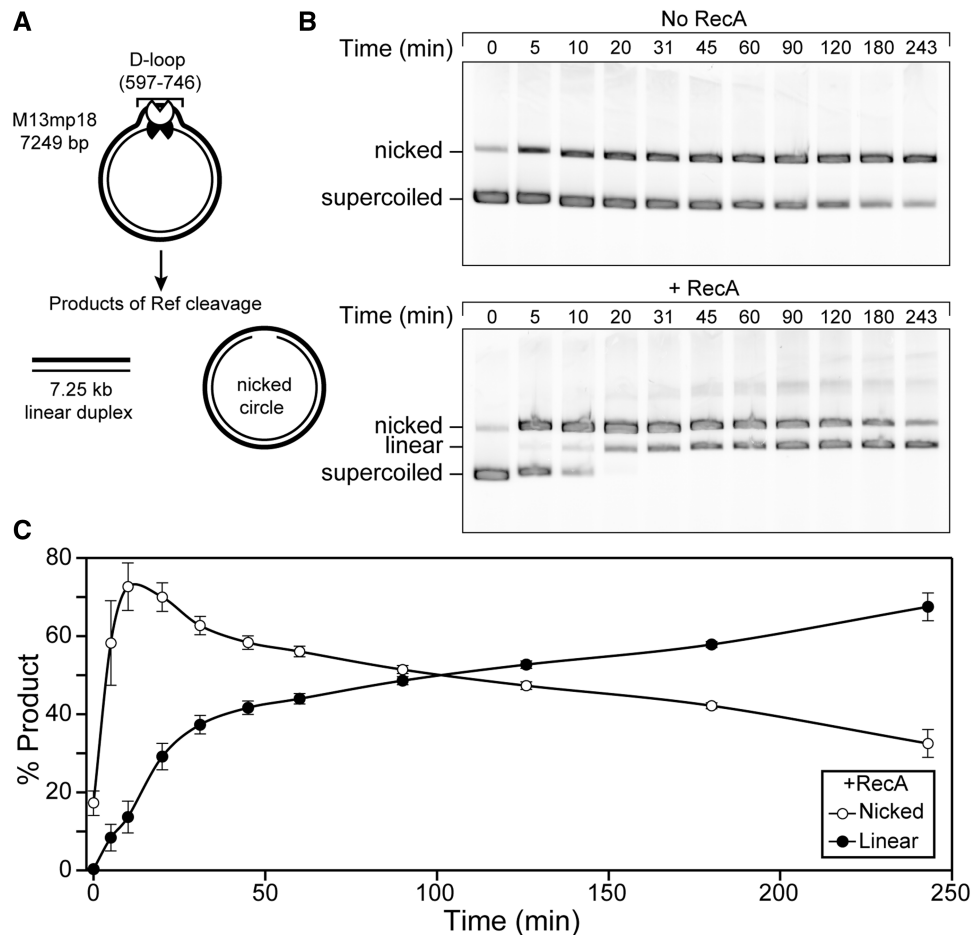 A
D-loop
(597-746)
M13mp18
7249 bp
Products of Ref cleavage
7.25 kb
linear duplex
nicked
circle
B
No RecA
Time (min) 0 5 10 20 31 45 60 90 120 180 243
nicked
supercoiled
+ RecA
Time (min) 0 5 10 20 31 45 60 90 120 180 243
nicked
linear
supercoiled
C
% Product
80
60
40
20
0
0 50 100 150 200 250
Time (min)
+RecA
Nicked
Linear